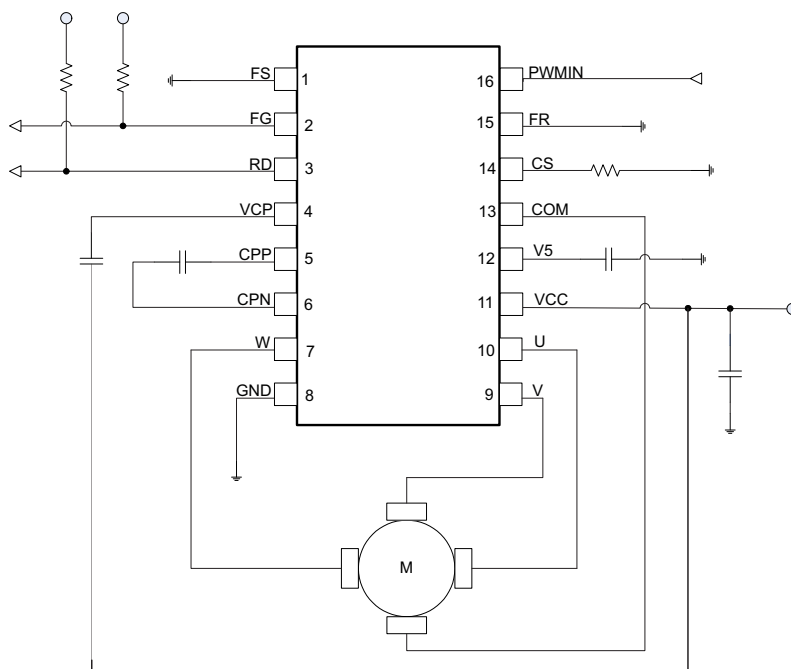 FS 1 16 PWMIN
FG 2 15 FR
RD 3 14 CS
VCP 4 13 COM
CPP 5 12 V5
CPN 6 11 VCC
W 7 10 U
GND 8 9 V
M